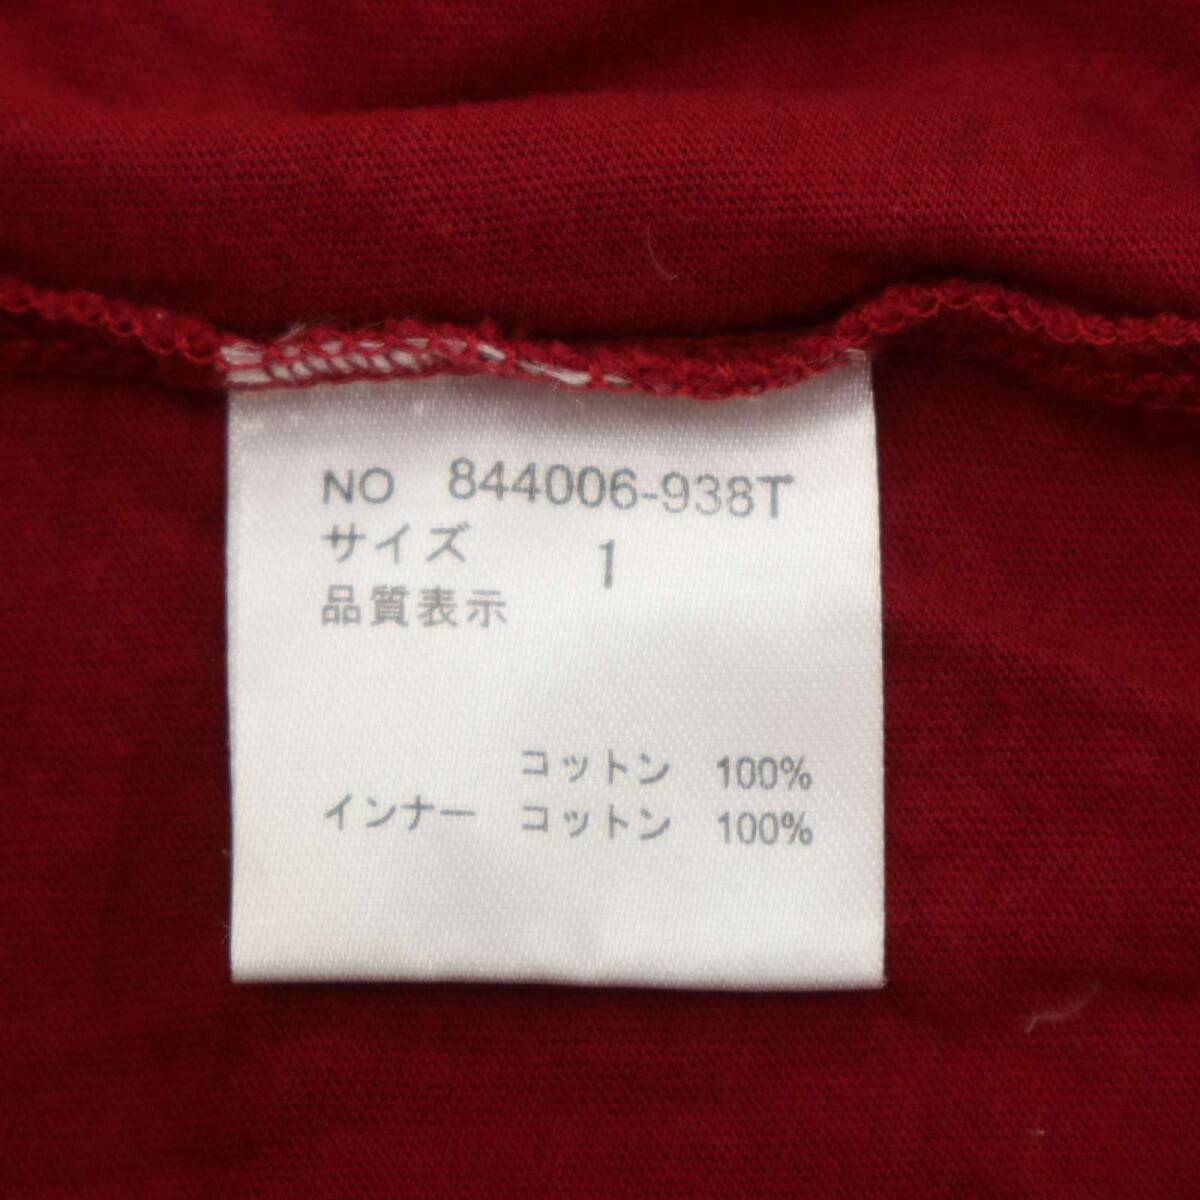 NO 844006-938T
サイズ 1
品質表示
コットン 100%
インナー コットン 100%